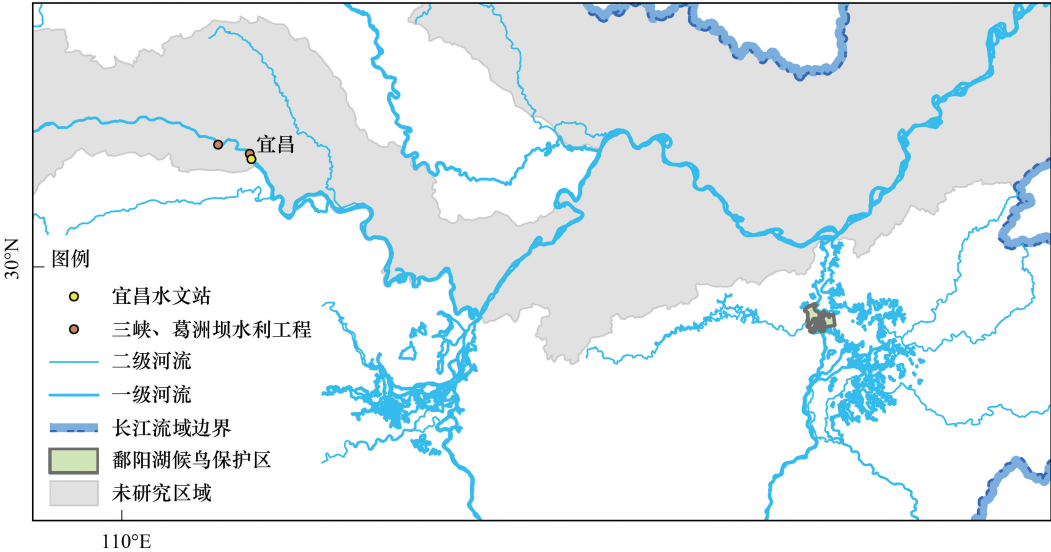 宜昌
30°N
图例
宜昌水文站
三峡、葛洲坝水利工程
二级河流
一级河流
长江流域边界
鄱阳湖候鸟保护区
未研究区域
110°E